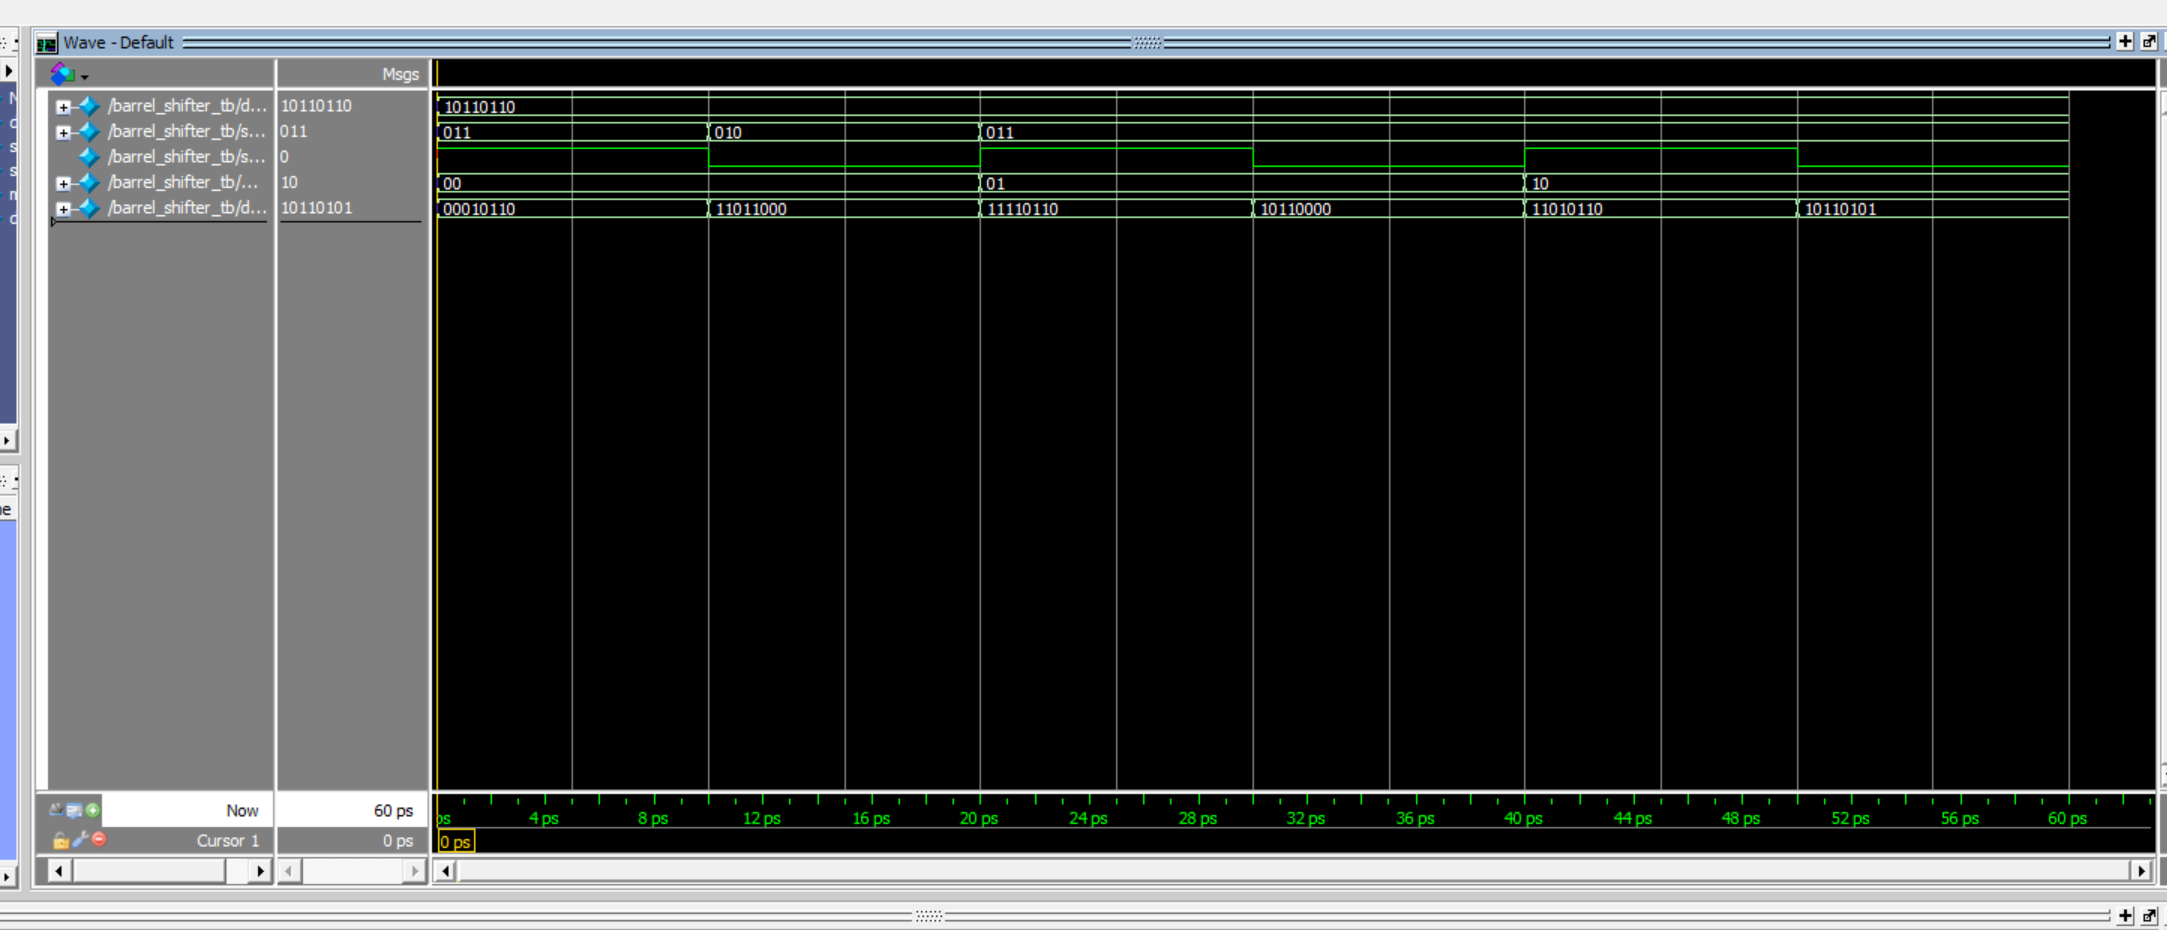 Wave - Default
Msgs
/barrel_shifter_tb/d... 10110110 10110110
/barrel_shifter_tb/s... 011 011 010 011
/barrel_shifter_tb/s... 0
/barrel_shifter_tb/... 10 00 01 10
/barrel_shifter_tb/d... 10110101 00010110 11011000 11110110 10110000 11010110 10110101
Now 60 ps
ps 4 ps 8 ps 12 ps 16 ps 20 ps 24 ps 28 ps 32 ps 36 ps 40 ps 44 ps 48 ps 52 ps 56 ps 60 ps
Cursor 1 0 ps 0 ps